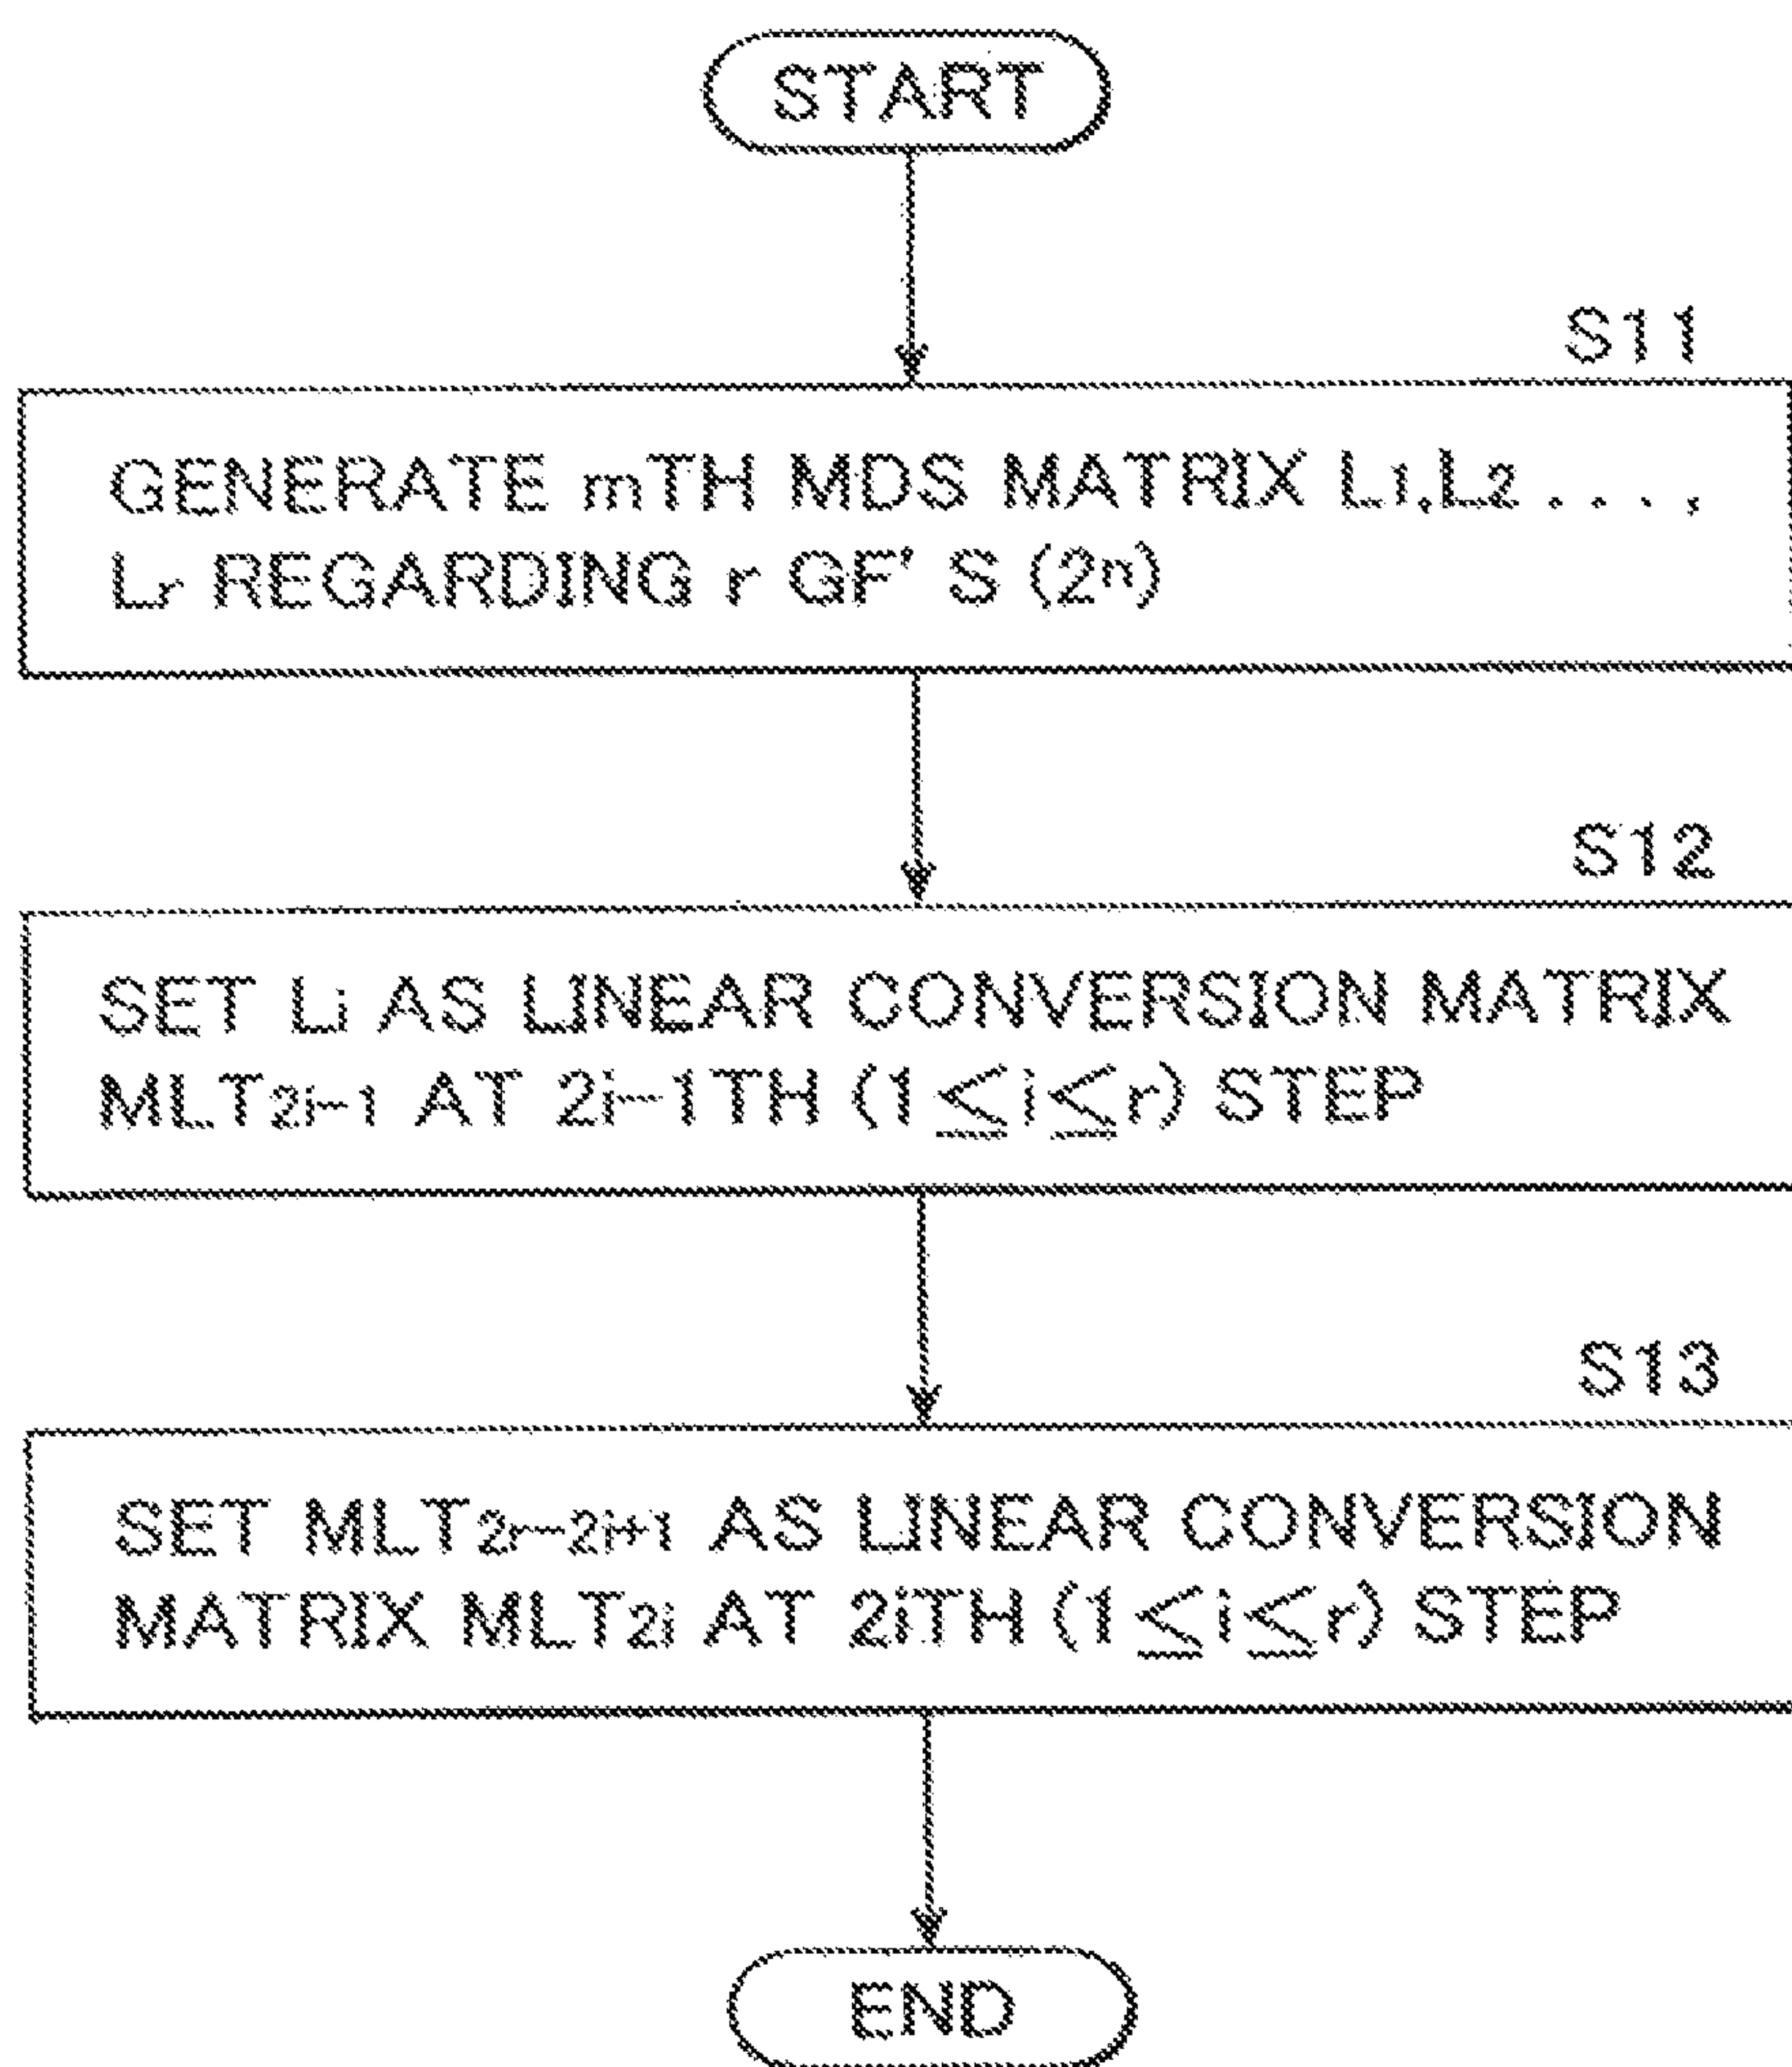 START
S11
GENERATE mTH MDS MATRIX L1,L2 . . . ,
Lr REGARDING r GF' S (2ⁿ)
S12
SET Li AS LINEAR CONVERSION MATRIX
MLT2i-1 AT 2i-1TH (1≦i≦r) STEP
S13
SET MLT2r-2i+1 AS LINEAR CONVERSION
MATRIX MLT2i AT 2iTH (1≦i≦r) STEP
END